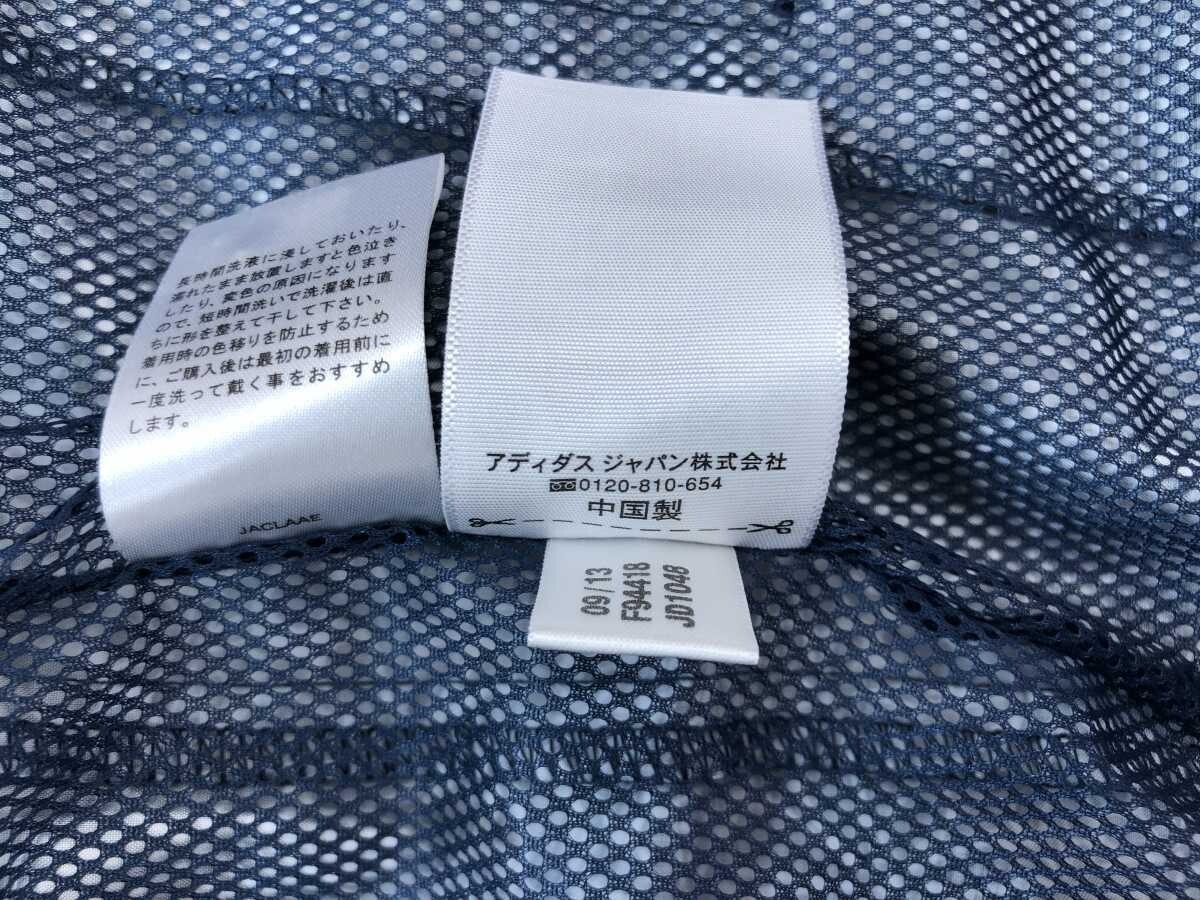 長時間洗液に浸しておいたり、
濡れたまま放置しますと色泣き
したり、変色の原因になります
ので、短時間洗いで洗濯後は直
ちに形を整えて干して下さい。
着用時の色移りを防止するため
に、ご購入後は最初の着用前に
一度洗って戴く事をおすすめ
します。
JACLAAE
アディダス ジャパン株式会社
0120-810-654
中国製
09/13
F94418
JD1048